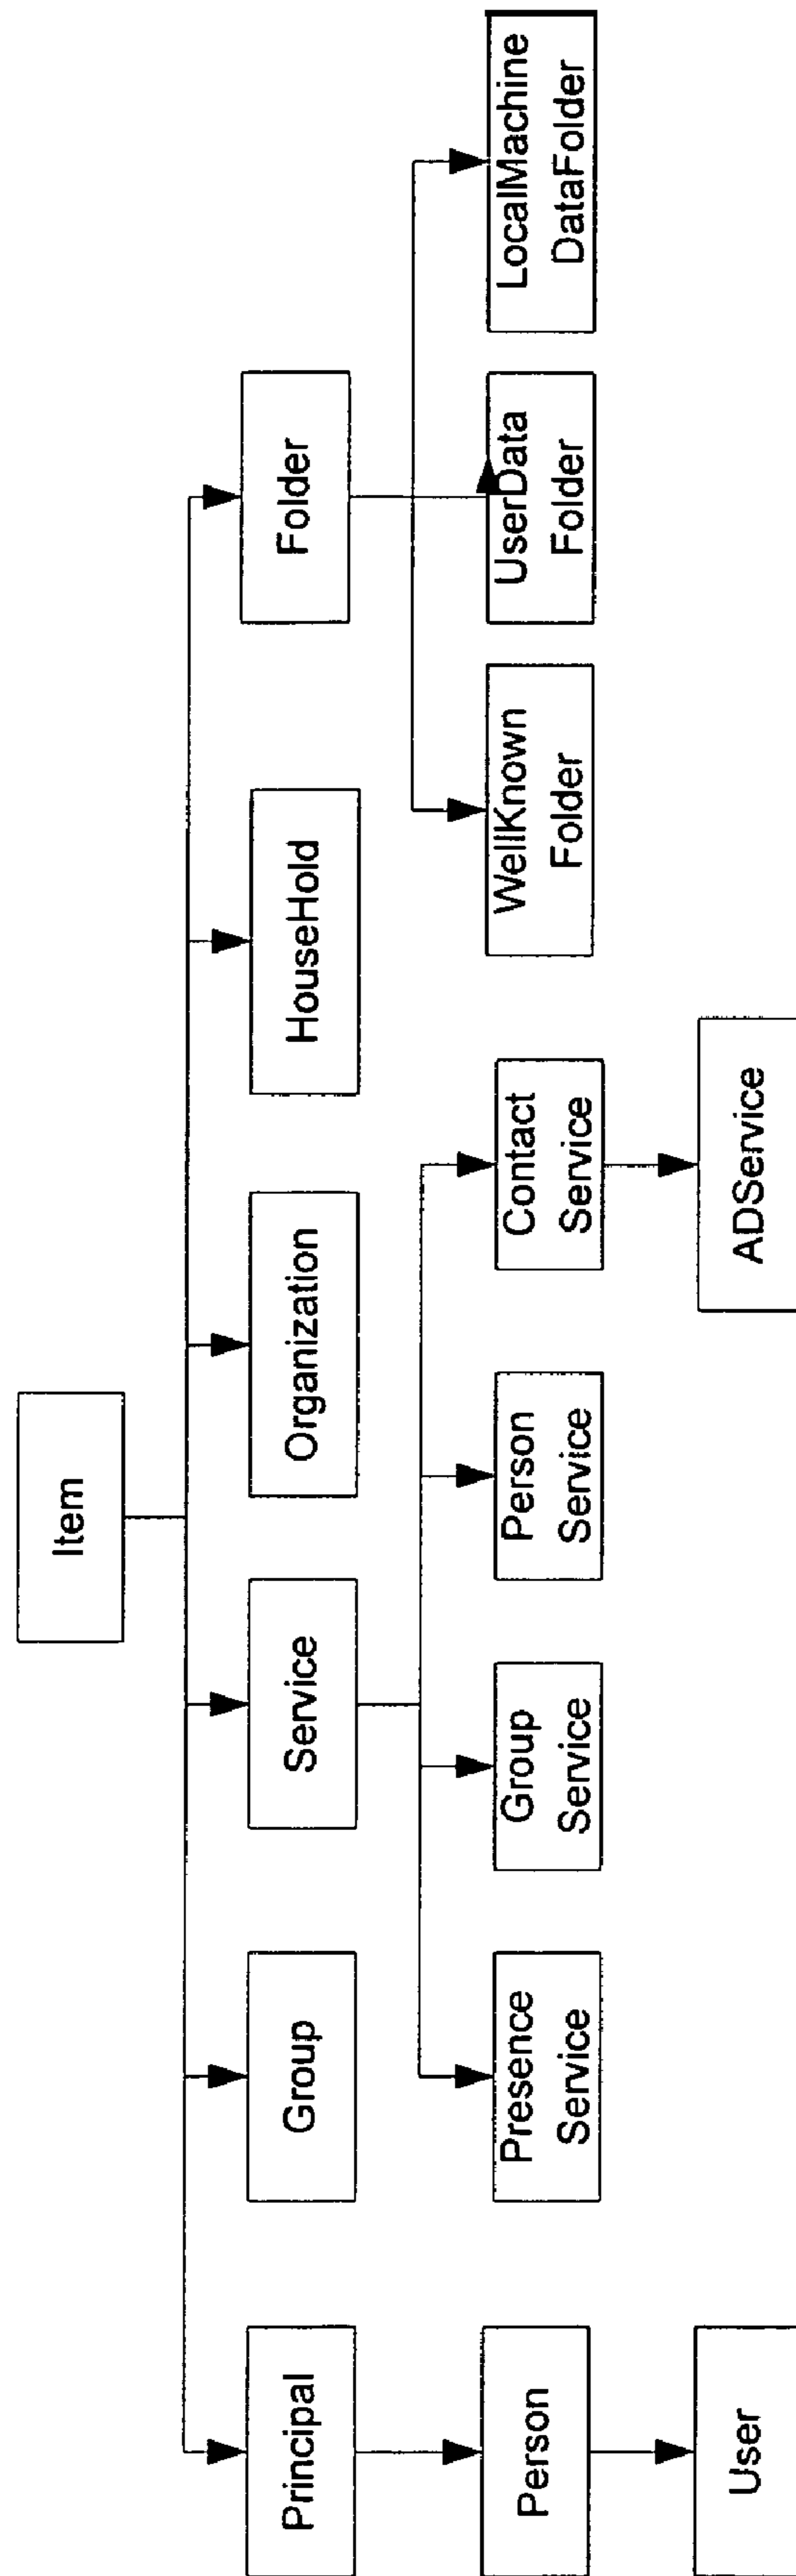 Item
Principal
Group
Service
Organization
HouseHold
Folder
Person
Presence
Service
Group
Service
Person
Service
Contact
Service
WellKnown
Folder
UserData
Folder
LocalMachine
DataFolder
User
ADService